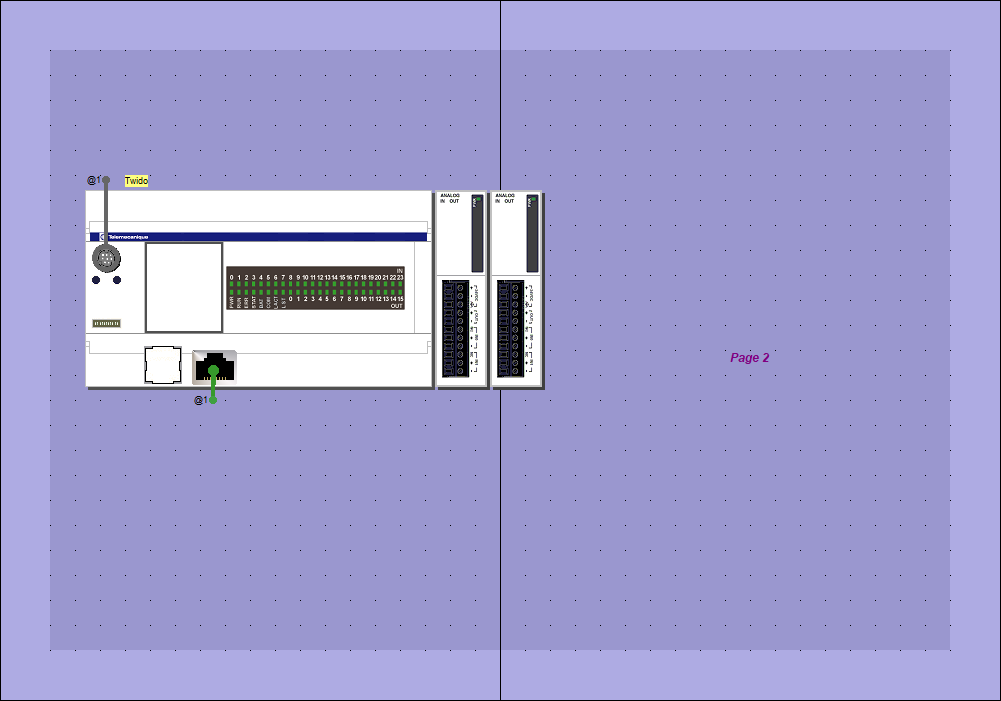 @1 Twido
Telemecanique
ANALOG
IN OUT
PWR
ANALOG
IN OUT
PWR
IN
0 1 2 3 4 5 6 7 8 9 10 11 12 13 14 15 16 17 18 19 20 21 22 23
PWR RUN ERR STAT BAT COM LACT LST 0 1 2 3 4 5 6 7 8 9 10 11 12 13 14 15
OUT
Page 2
@1